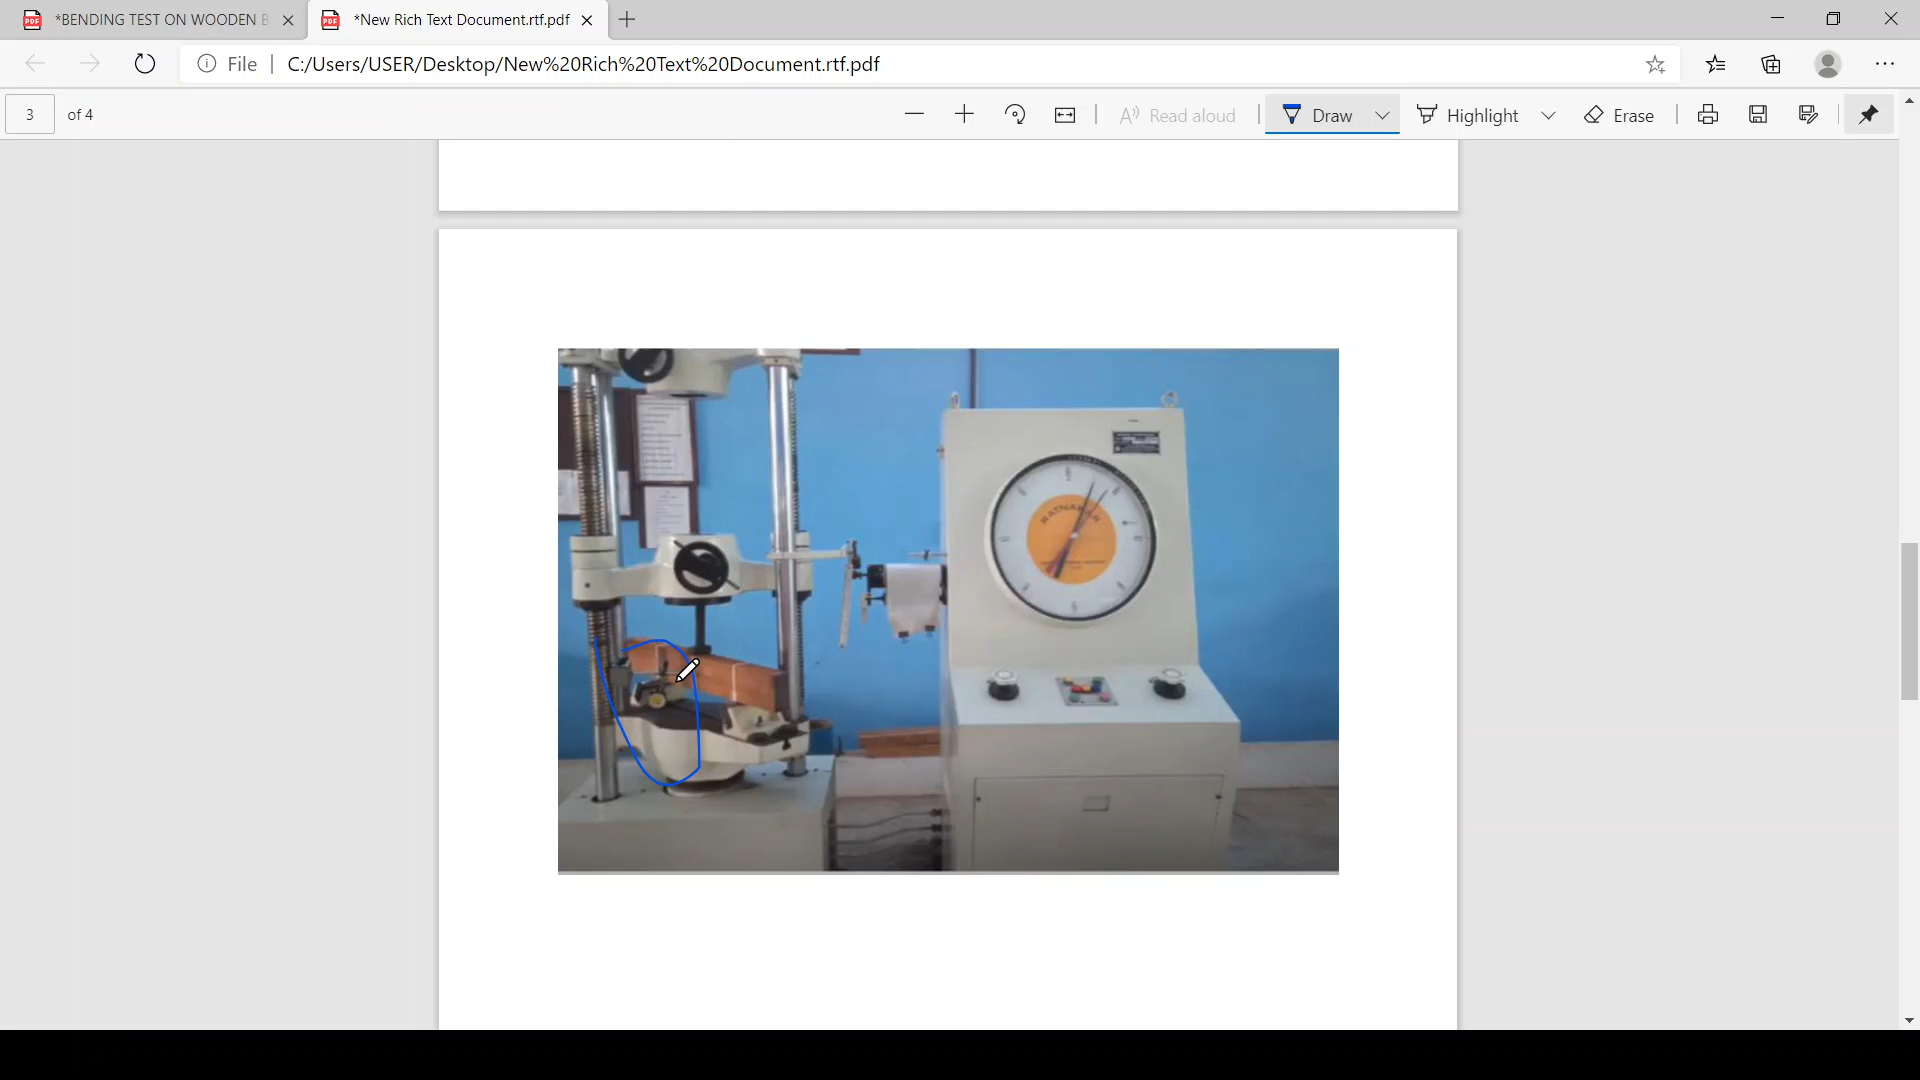 *BENDING TEST ON WOODEN B
*New Rich Text Document.rtf.pdf
File
C:/Users/USER/Desktop/New%20Rich%20Text%20Document.rtf.pdf
3 of 4
Read aloud
Draw
Highlight
Erase
RATNAKAR